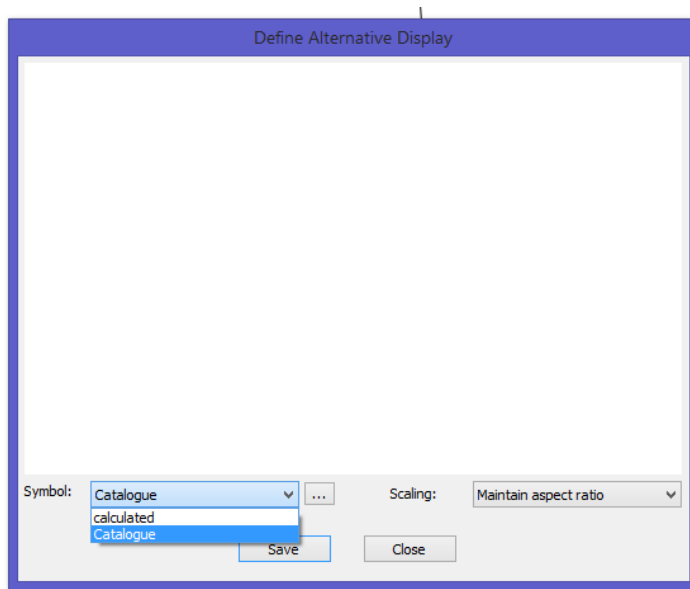 Define Alternative Display
Symbol: Catalogue ... Scaling: Maintain aspect ratio
calculated
Catalogue
Save Close